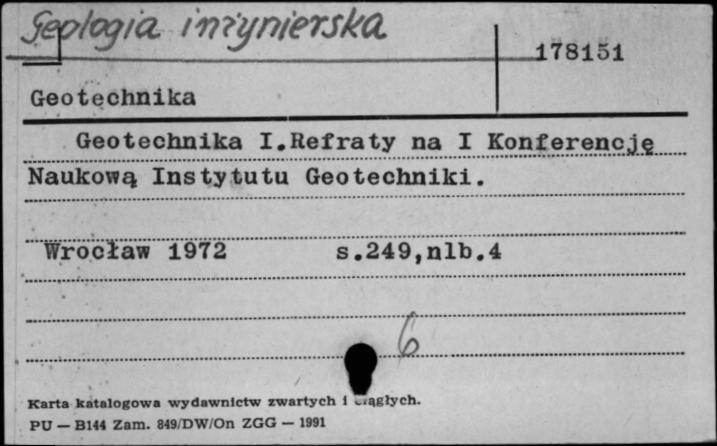 Geologia inżynierska
178151
Geotechnika
Geotechnika I.Refraty na I Konferencję
Naukową Instytutu Geotechniki.
Wrocław 1972 s.249,nlb.4
6
Karta katalogowa wydawnictw zwartych i ciągłych.
PU — B144 Zam. 849/DW/On ZGG — 1991